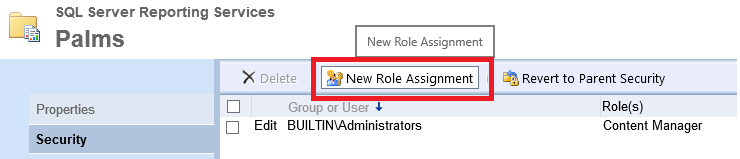 SQL Server Reporting Services
Palms
New Role Assignment
Delete
New Role Assignment
Revert to Parent Security
Properties
Security
Group or User
Role(s)
Edit BUILTIN\Administrators
Content Manager